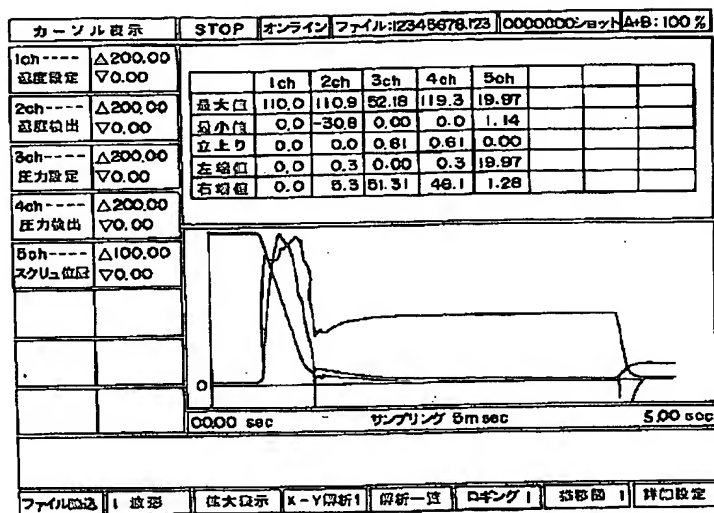 カーソル表示 STOP オンライン ファイル:12345678.123 0000000ショット A+B:100%
1ch---- △200.00
速度設定 ▽0.00
2ch---- △200.00
速度検出 ▽0.00
3ch---- △200.00
圧力設定 ▽0.00
4ch---- △200.00
圧力検出 ▽0.00
5ch---- △100.00
スクリュ位置 ▽0.00
1ch 2ch 3ch 4ch 5ch
最大値 110.0 110.9 52.18 119.3 19.97
最小値 0.0 -30.8 0.00 0.0 1.14
立上り 0.0 0.0 0.61 0.61 0.00
左端値 0.0 0.3 0.00 0.3 19.97
右端値 0.0 5.3 51.31 46.1 1.28
0
00.00 sec サンプリング 5msec 5.00 sec
ファイル読込 1 波形 拡大表示 X-Y解析1 解析一覧 ロギング1 1 詳細設定